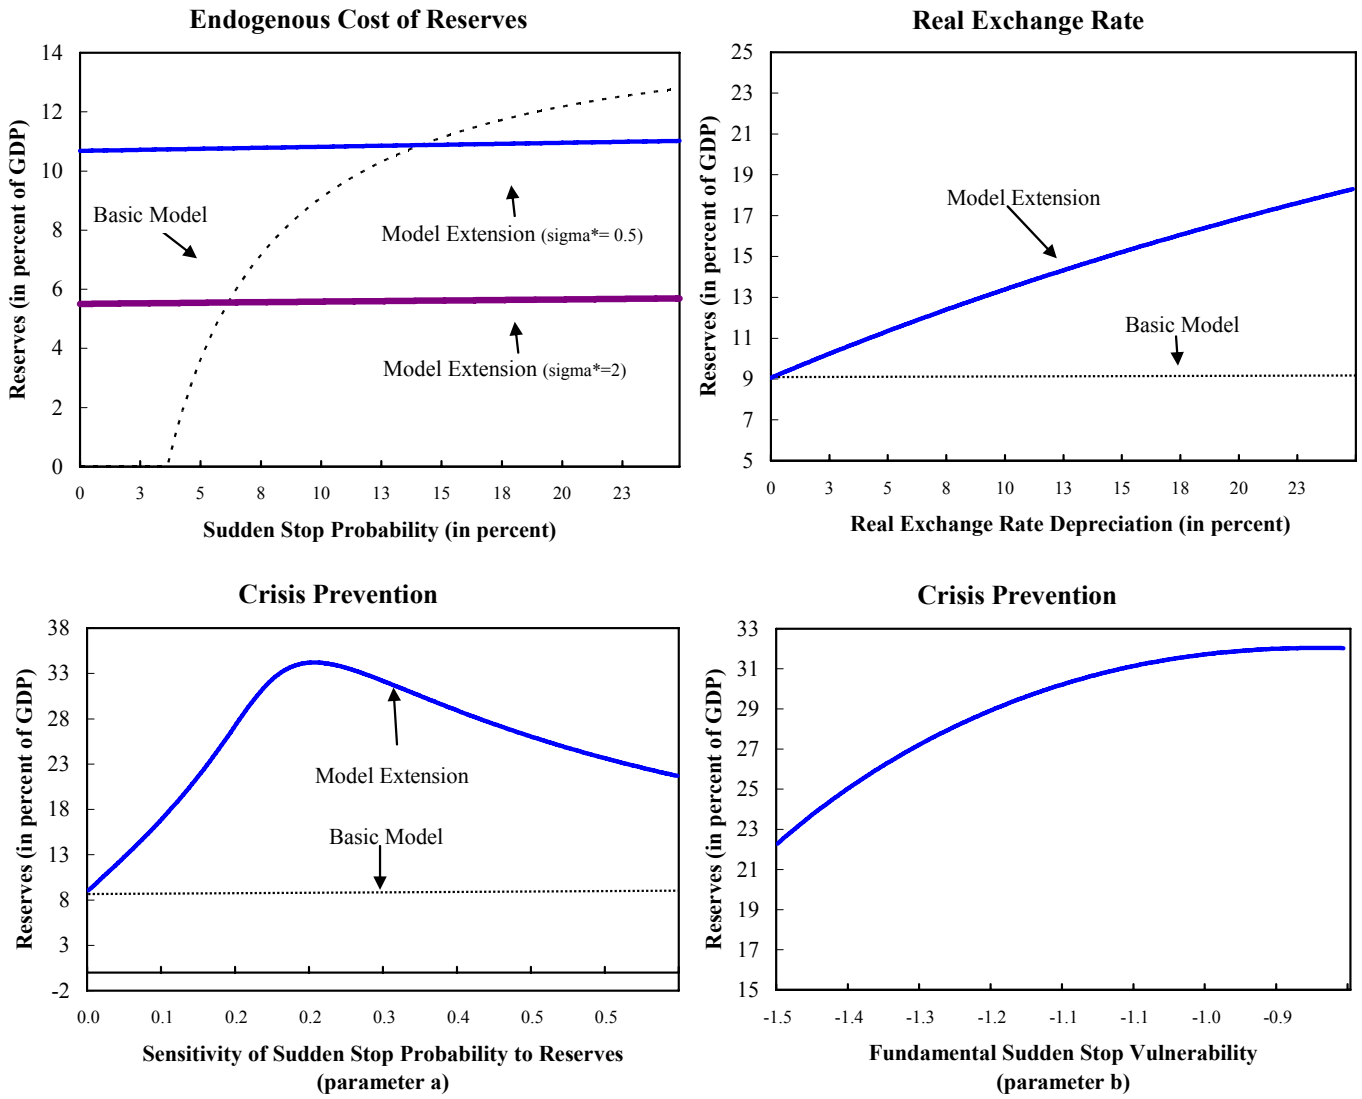 Endogenous Cost of Reserves
Reserves (in percent of GDP)
14
12
10
8
6
4
2
0
Basic Model
Model Extension (sigma*= 0.5)
Model Extension (sigma*=2)
0 3 5 8 10 13 15 18 20 23
Sudden Stop Probability (in percent)
Real Exchange Rate
Reserves (in percent of GDP)
25
23
21
19
17
15
13
11
9
7
5
Model Extension
Basic Model
0 3 5 8 10 13 15 18 20 23
Real Exchange Rate Depreciation (in percent)
Crisis Prevention
Reserves (in percent of GDP)
38
33
28
23
18
13
8
3
-2
Model Extension
Basic Model
0.0 0.1 0.2 0.2 0.3 0.4 0.5 0.5
Sensitivity of Sudden Stop Probability to Reserves
(parameter a)
Crisis Prevention
Reserves (in percent of GDP)
33
31
29
27
25
23
21
19
17
15
-1.5 -1.4 -1.3 -1.2 -1.1 -1.1 -1.0 -0.9
Fundamental Sudden Stop Vulnerability
(parameter b)